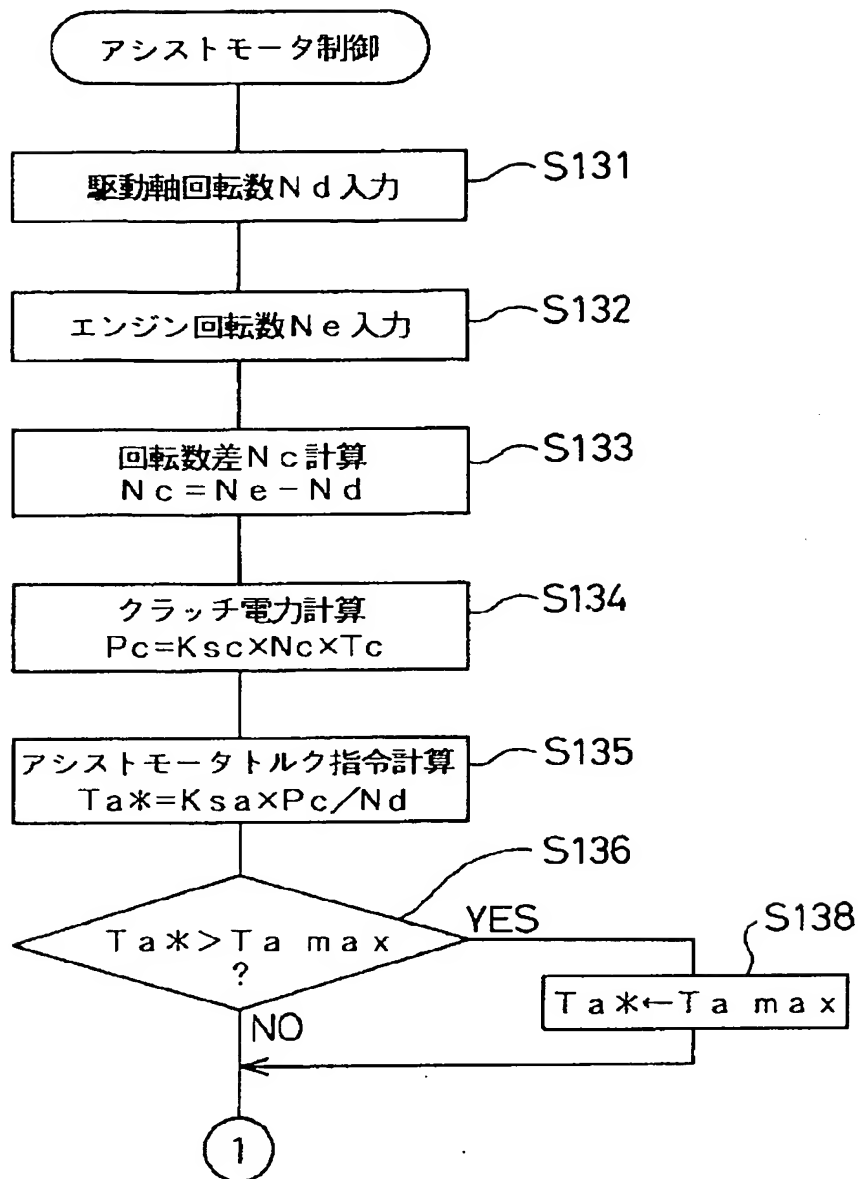 アシストモータ制御
駆動軸回転数Nd入力
S131
エンジン回転数Ne入力
S132
回転数差Nc計算
Nc=Ne-Nd
S133
クラッチ電力計算
Pc=Ksc×Nc×Tc
S134
アシストモータトルク指令計算
Ta*=Ksa×Pc/Nd
S135
Ta*>Ta max
?
S136
YES
S138
Ta*←Ta max
NO
1